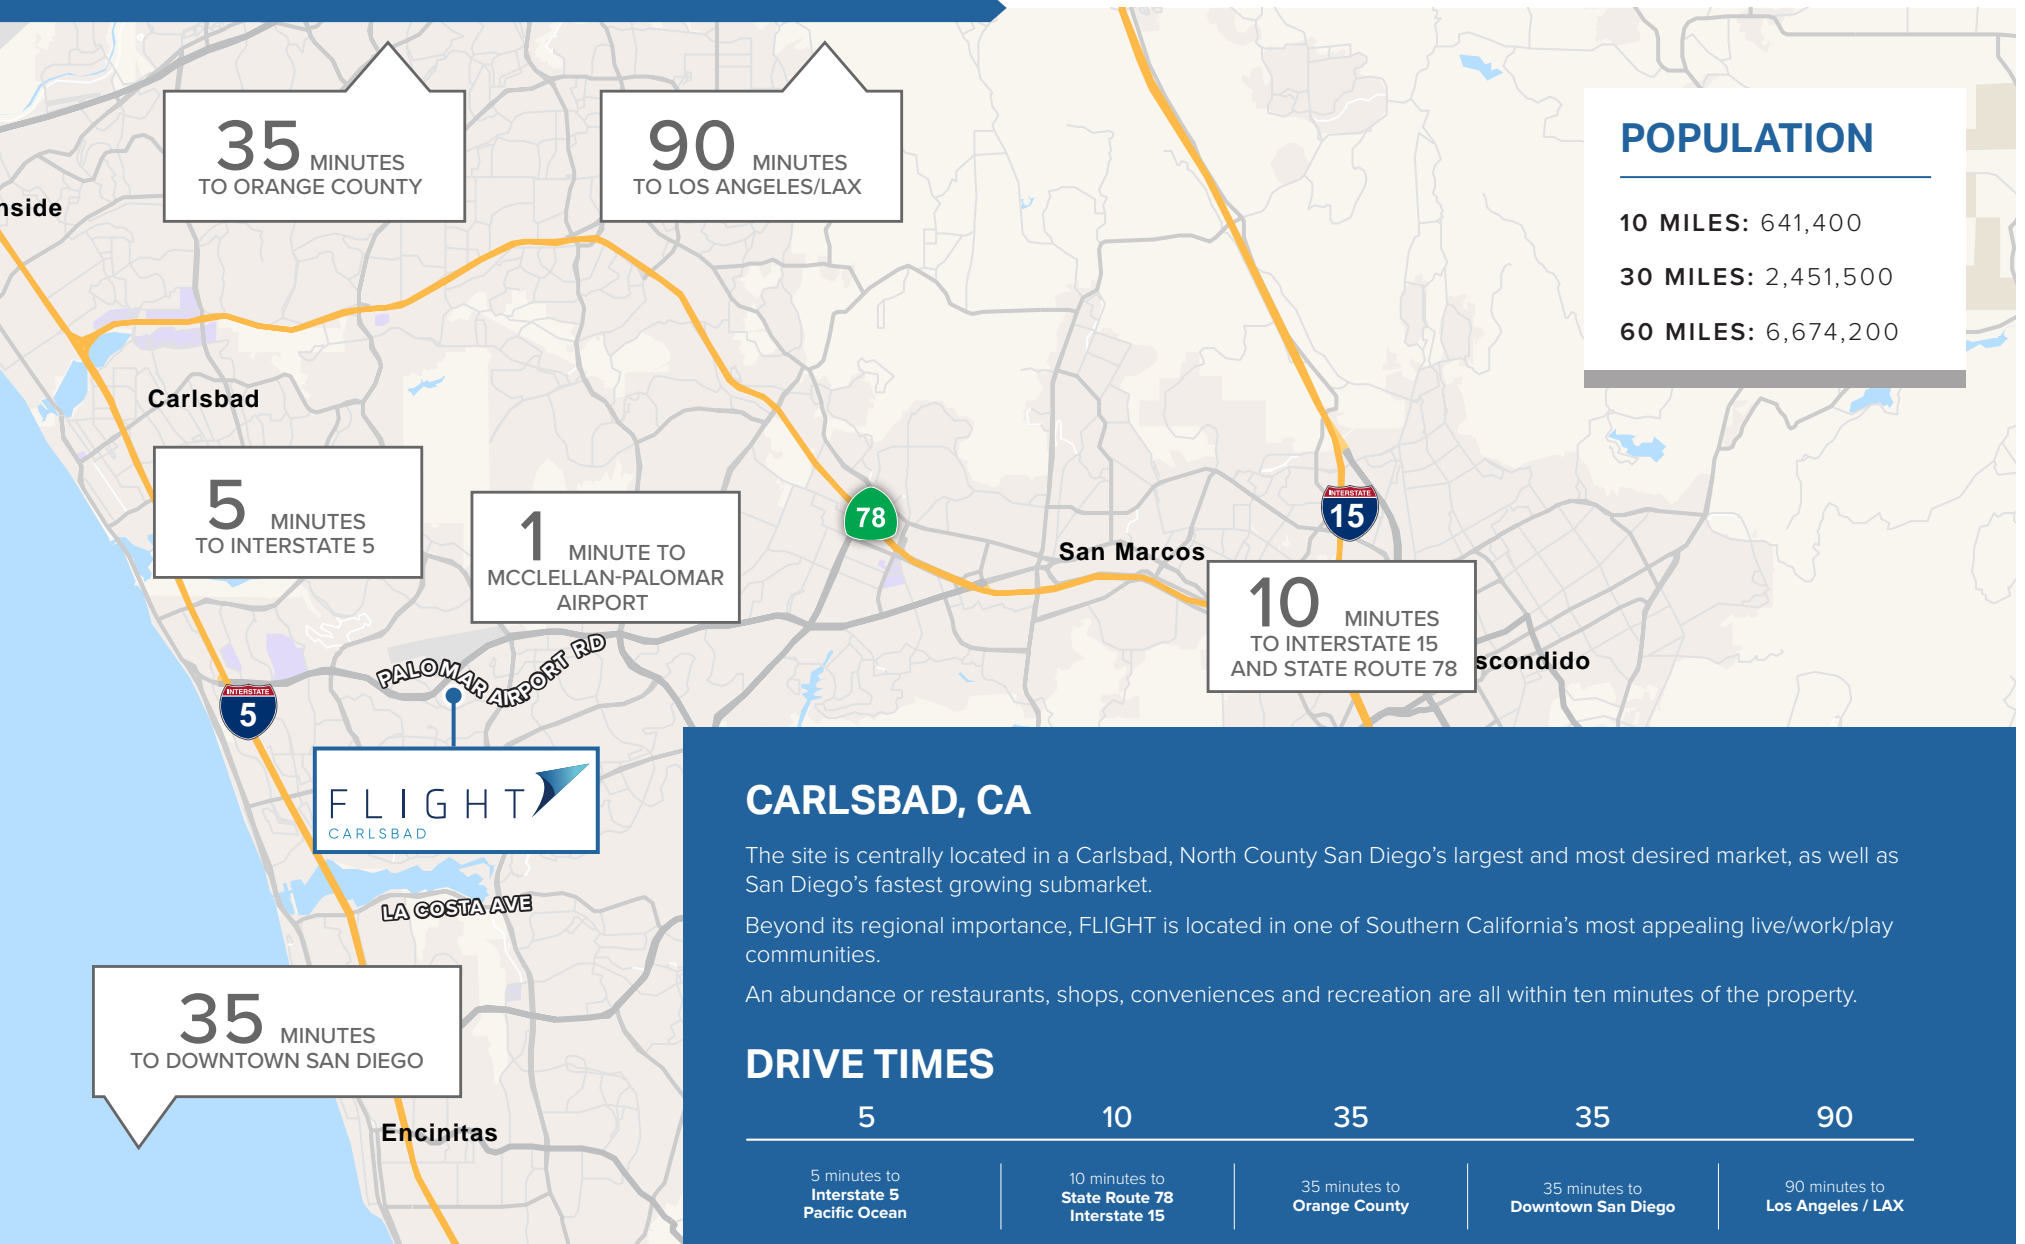 35 MINUTES
TO ORANGE COUNTY
90 MINUTES
TO LOS ANGELES/LAX
POPULATION
10 MILES: 641,400
30 MILES: 2,451,500
60 MILES: 6,674,200
nside
Carlsbad
5 MINUTES
TO INTERSTATE 5
1 MINUTE TO
MCCLELLAN-PALOMAR
AIRPORT
78
San Marcos
INTERSTATE
15
10 MINUTES
TO INTERSTATE 15
AND STATE ROUTE 78
scondido
PALOMAR AIRPORT RD
INTERSTATE
5
FLIGHT
CARLSBAD
LA COSTA AVE
35 MINUTES
TO DOWNTOWN SAN DIEGO
Encinitas
CARLSBAD, CA
The site is centrally located in a Carlsbad, North County San Diego's largest and most desired market, as well as
San Diego's fastest growing submarket.
Beyond its regional importance, FLIGHT is located in one of Southern California's most appealing live/work/play
communities.
An abundance or restaurants, shops, conveniences and recreation are all within ten minutes of the property.
DRIVE TIMES
5 10 35 35 90
5 minutes to
Interstate 5
Pacific Ocean
10 minutes to
State Route 78
Interstate 15
35 minutes to
Orange County
35 minutes to
Downtown San Diego
90 minutes to
Los Angeles / LAX